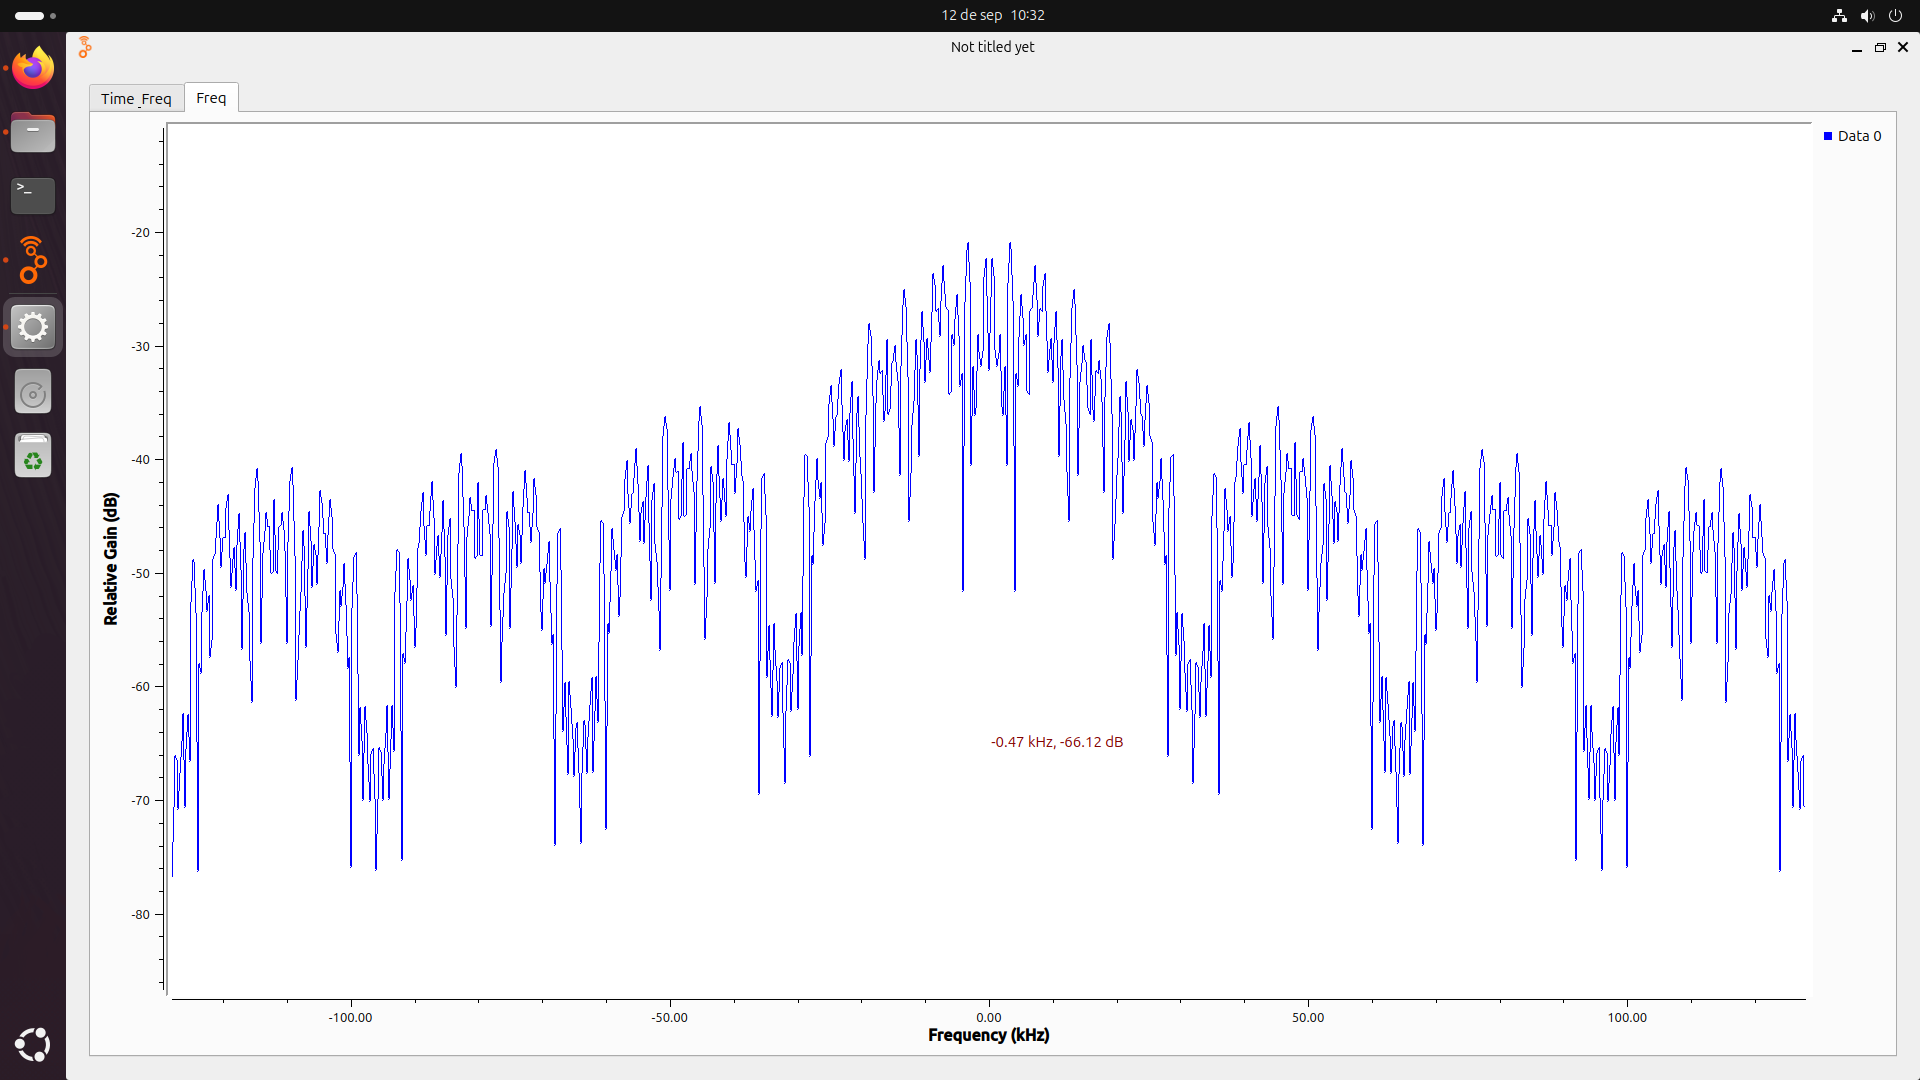 12 de sep 10:32
Not titled yet
Time_Freq
Freq
Data 0
-20
-30
-40
-50
-60
-70
-80
Relative Gain (dB)
-0.47 kHz, -66.12 dB
-100.00
-50.00
0.00
50.00
100.00
Frequency (kHz)
>_